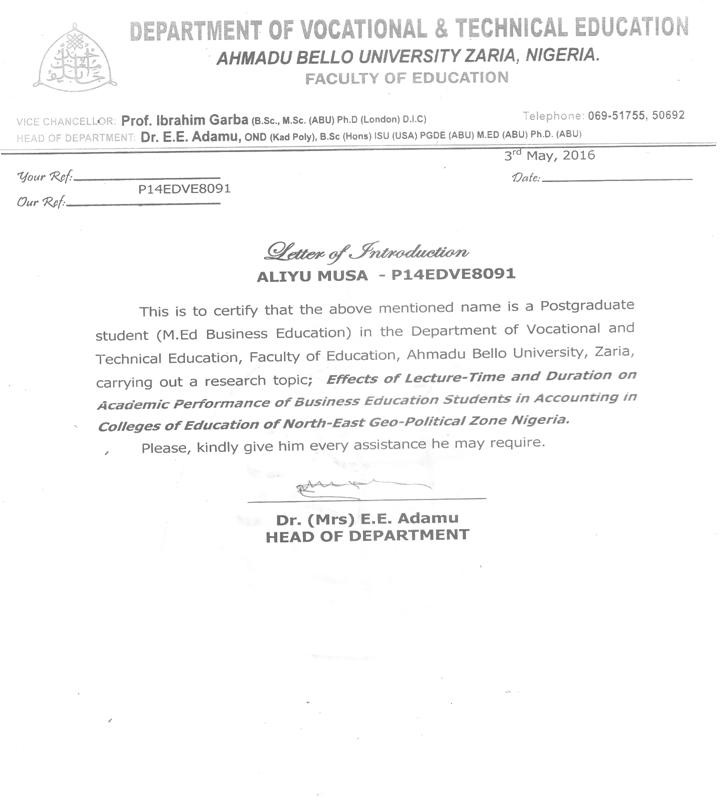 DEPARTMENT OF VOCATIONAL & TECHNICAL EDUCATION
AHMADU BELLO UNIVERSITY ZARIA, NIGERIA.
FACULTY OF EDUCATION
VICE CHANCELLOR: Prof. Ibrahim Garba (B.Sc., M.Sc. (ABU) Ph.D (London) D.I.C)
Telephone: 069-51755, 50692
HEAD OF DEPARTMENT: Dr. E.E. Adamu, OND (Kad Poly), B.Sc (Hons) ISU (USA) PGDE (ABU) M.ED (ABU) Ph.D. (ABU)
3rd May, 2016
Your Ref:
Date:
P14EDVE8091
Our Ref:
Letter of Introduction
ALIYU MUSA - P14EDVE8091
This is to certify that the above mentioned name is a Postgraduate
student (M.Ed Business Education) in the Department of Vocational and
Technical Education, Faculty of Education, Ahmadu Bello University, Zaria,
carrying out a research topic; Effects of Lecture-Time and Duration on
Academic Performance of Business Education Students in Accounting in
Colleges of Education of North-East Geo-Political Zone Nigeria.
Please, kindly give him every assistance he may require.
Dr. (Mrs) E.E. Adamu
HEAD OF DEPARTMENT